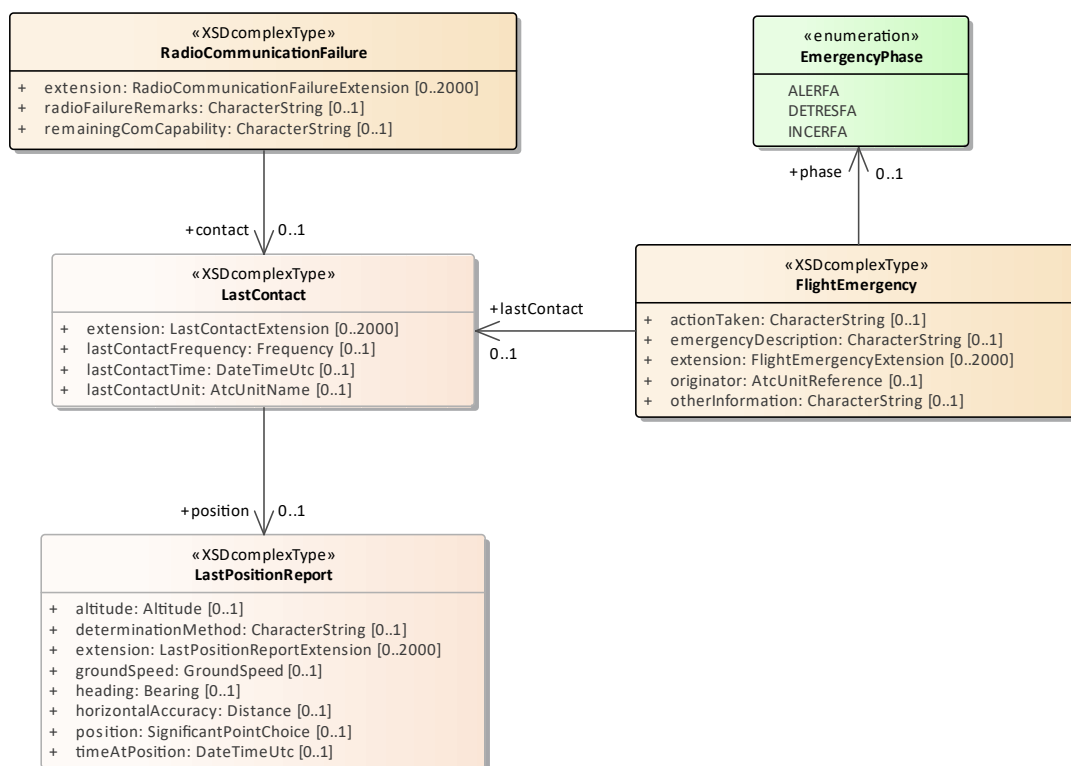 «XSDcomplexType»
RadioCommunicationFailure
+ extension: RadioCommunicationFailureExtension [0..2000]
+ radioFailureRemarks: CharacterString [0..1]
+ remainingComCapability: CharacterString [0..1]
«enumeration»
EmergencyPhase
ALERFA
DETRESFA
INCERFA
+phase
0..1
+contact
0..1
«XSDcomplexType»
LastContact
+ extension: LastContactExtension [0..2000]
+ lastContactFrequency: Frequency [0..1]
+ lastContactTime: DateTimeUtc [0..1]
+ lastContactUnit: AtcUnitName [0..1]
+lastContact
0..1
«XSDcomplexType»
FlightEmergency
+ actionTaken: CharacterString [0..1]
+ emergencyDescription: CharacterString [0..1]
+ extension: FlightEmergencyExtension [0..2000]
+ originator: AtcUnitReference [0..1]
+ otherInformation: CharacterString [0..1]
+position
0..1
«XSDcomplexType»
LastPositionReport
+ altitude: Altitude [0..1]
+ determinationMethod: CharacterString [0..1]
+ extension: LastPositionReportExtension [0..2000]
+ groundSpeed: GroundSpeed [0..1]
+ heading: Bearing [0..1]
+ horizontalAccuracy: Distance [0..1]
+ position: SignificantPointChoice [0..1]
+ timeAtPosition: DateTimeUtc [0..1]